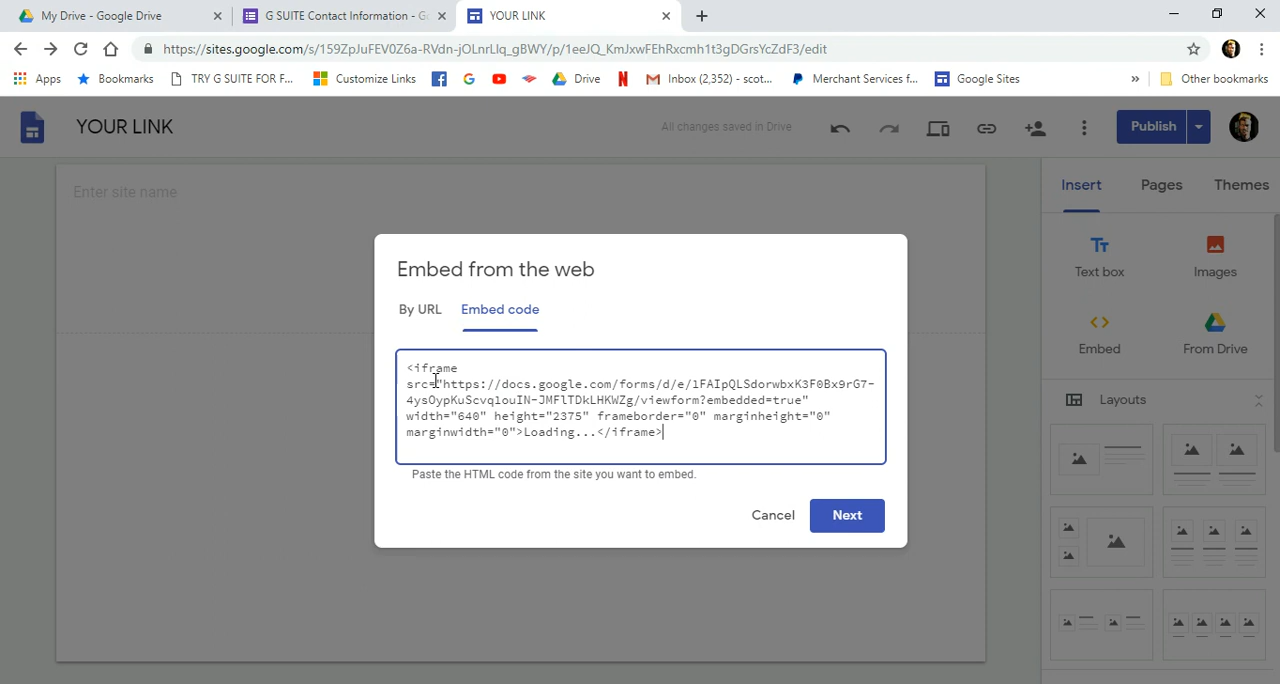 My Drive - Google Drive
G SUITE Contact Information - Go
YOUR LINK
https://sites.google.com/s/159ZpJuFEV0Z6a-RVdn-jOLnrLlq_gBWY/p/1eeJQ_KmJxwFEhRxcmh1t3gDGrsYcZdF3/edit
Apps
Bookmarks
TRY G SUITE FOR F...
Customize Links
Drive
Inbox (2,352) - scot...
Merchant Services f...
Google Sites
Other bookmarks
YOUR LINK
All changes saved in Drive
Publish
Enter site name
Insert
Pages
Themes
Embed from the web
By URL
Embed code
<iframe
src="https://docs.google.com/forms/d/e/1FAIpQLSdorwbxK3F0Bx9rG7-
4ysOypKuScvqlouIN-JMFlTDkLHKWZg/viewform?embedded=true"
width="640" height="2375" frameborder="0" marginheight="0"
marginwidth="0">Loading...</iframe>
Paste the HTML code from the site you want to embed.
Cancel
Next
Text box
Images
Embed
From Drive
Layouts